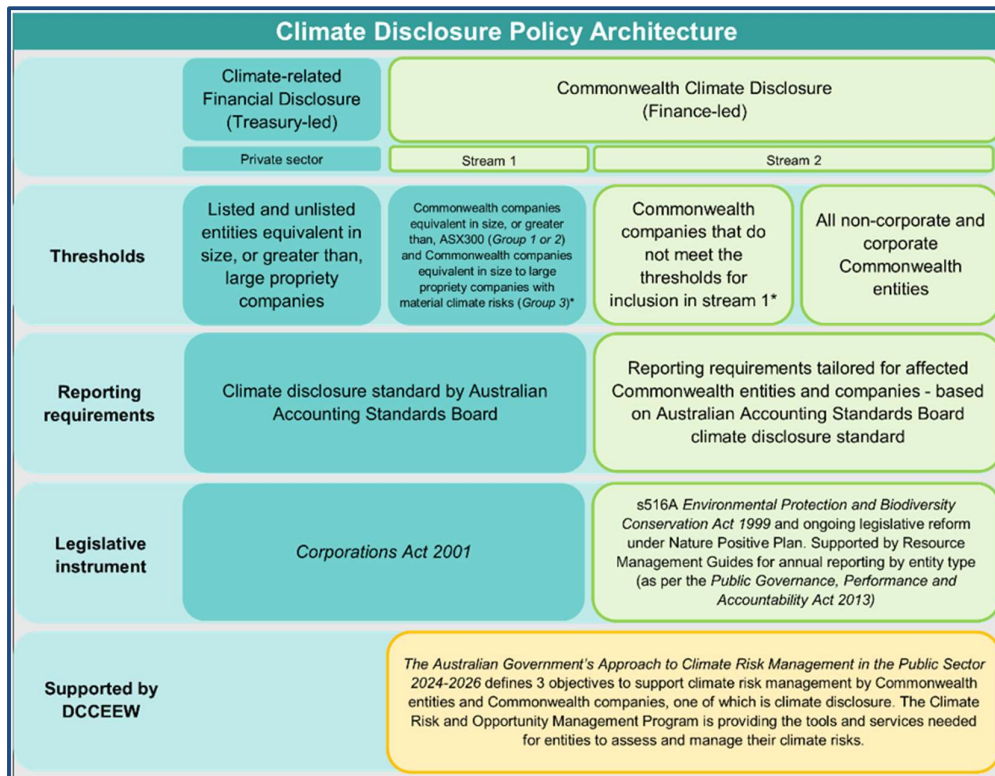 Climate Disclosure Policy Architecture
Climate-related
Financial Disclosure
(Treasury-led)
Commonwealth Climate Disclosure
(Finance-led)
Private sector
Stream 1
Stream 2
Thresholds
Listed and unlisted
entities equivalent in
size, or greater than,
large propriety
companies
Commonwealth companies
equivalent in size, or greater
than, ASX300 (Group 1 or 2)
and Commonwealth companies
equivalent in size to large
propriety companies with
material climate risks (Group 3)*
Commonwealth
companies that do
not meet the
thresholds for
inclusion in stream 1*
All non-corporate and
corporate
Commonwealth
entities
Reporting
requirements
Climate disclosure standard by Australian
Accounting Standards Board
Reporting requirements tailored for affected
Commonwealth entities and companies - based
on Australian Accounting Standards Board
climate disclosure standard
Legislative
instrument
Corporations Act 2001
s516A Environmental Protection and Biodiversity
Conservation Act 1999 and ongoing legislative reform
under Nature Positive Plan. Supported by Resource
Management Guides for annual reporting by entity type
(as per the Public Governance, Performance and
Accountability Act 2013)
Supported by
DCCEEW
The Australian Government's Approach to Climate Risk Management in the Public Sector
2024-2026 defines 3 objectives to support climate risk management by Commonwealth
entities and Commonwealth companies, one of which is climate disclosure. The Climate
Risk and Opportunity Management Program is providing the tools and services needed
for entities to assess and manage their climate risks.